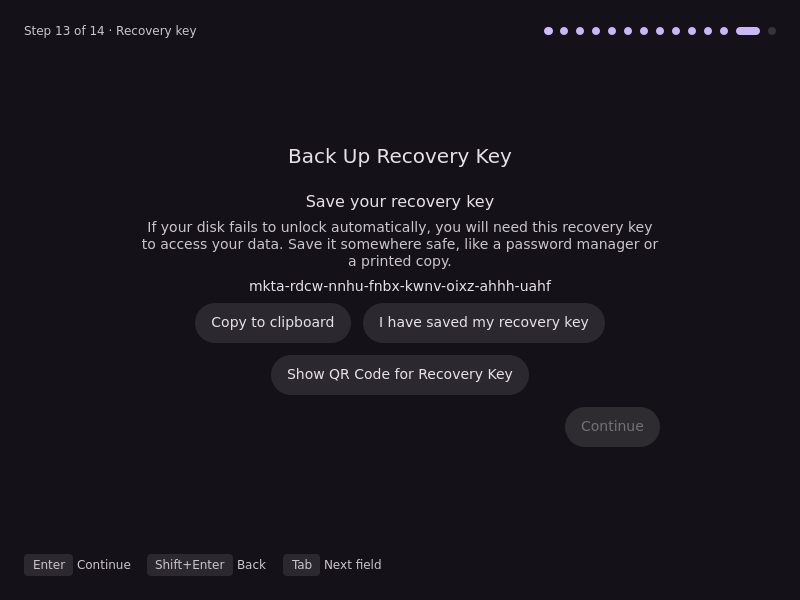 Step 13 of 14 · Recovery key
Back Up Recovery Key
Save your recovery key
If your disk fails to unlock automatically, you will need this recovery key
to access your data. Save it somewhere safe, like a password manager or
a printed copy.
mkta-rdcw-nnhu-fnbx-kwnv-oixz-ahhh-uahf
Copy to clipboard
I have saved my recovery key
Show QR Code for Recovery Key
Continue
Enter Continue Shift+Enter Back Tab Next field